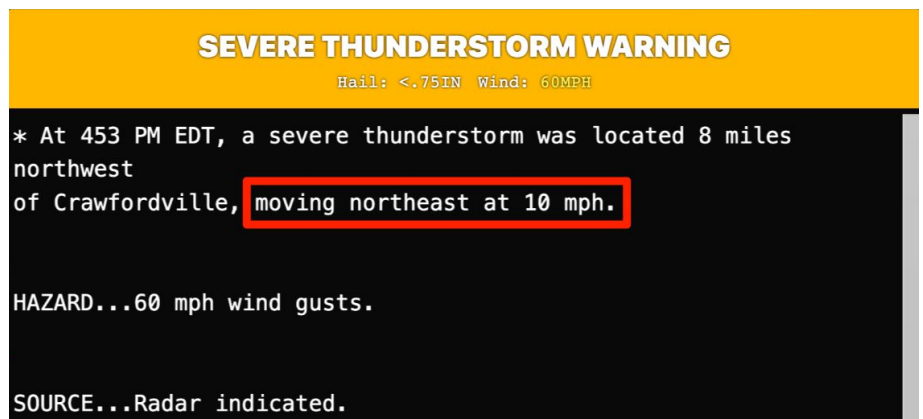 SEVERE THUNDERSTORM WARNING
Hail: <.75IN Wind: 60MPH
* At 453 PM EDT, a severe thunderstorm was located 8 miles
northwest
of Crawfordville, moving northeast at 10 mph.
HAZARD...60 mph wind gusts.
SOURCE...Radar indicated.